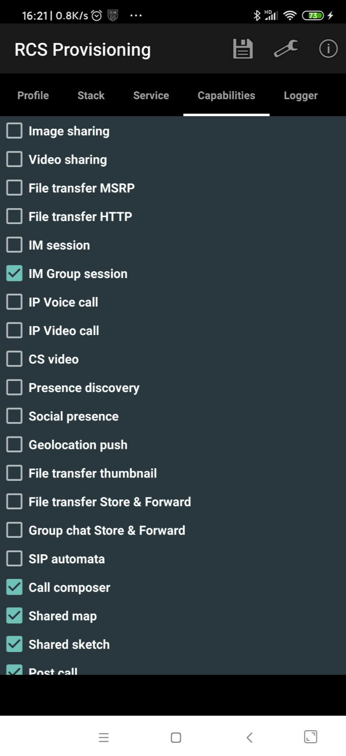 16:21 | 0.8K/s ...
73
RCS Provisioning
Profile Stack Service Capabilities Logger
Image sharing
Video sharing
File transfer MSRP
File transfer HTTP
IM session
IM Group session
IP Voice call
IP Video call
CS video
Presence discovery
Social presence
Geolocation push
File transfer thumbnail
File transfer Store & Forward
Group chat Store & Forward
SIP automata
Call composer
Shared map
Shared sketch
Post call